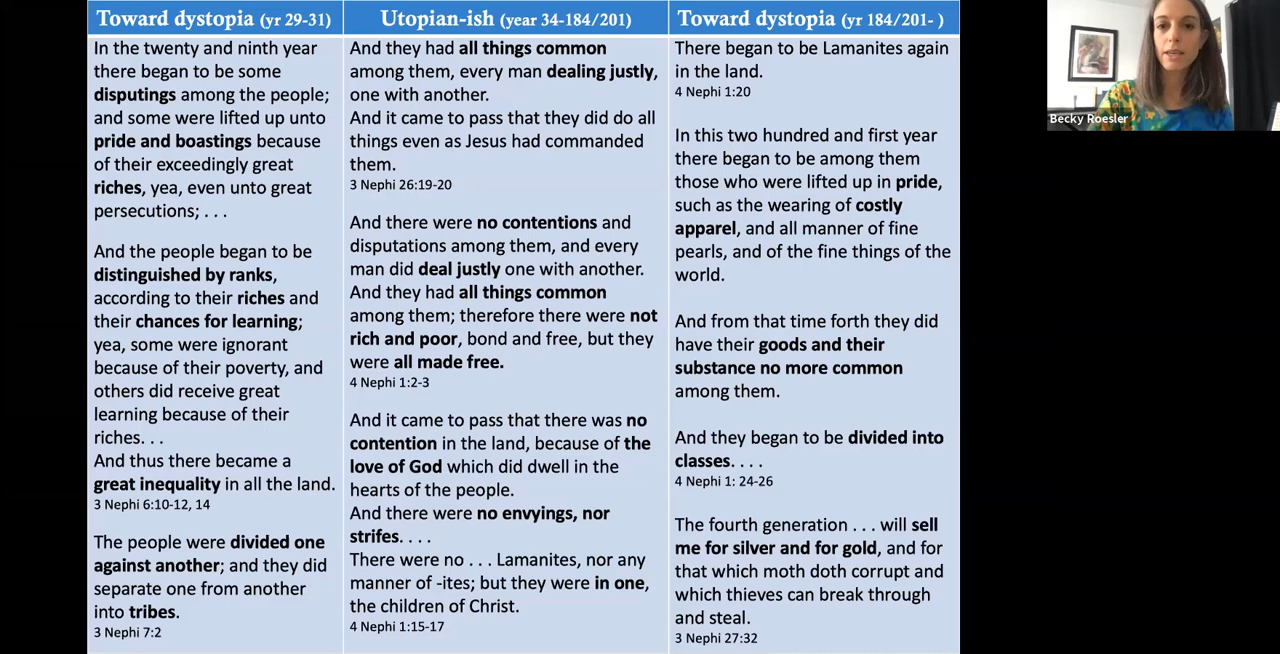 Toward dystopia (yr 29-31)
In the twenty and ninth year
there began to be some
disputings among the people;
and some were lifted up unto
pride and boastings because
of their exceedingly great
riches, yea, even unto great
persecutions; . . .
And the people began to be
distinguished by ranks,
according to their riches and
their chances for learning;
yea, some were ignorant
because of their poverty, and
others did receive great
learning because of their
riches. . .
And thus there became a
great inequality in all the land.
3 Nephi 6:10-12, 14
The people were divided one
against another; and they did
separate one from another
into tribes.
3 Nephi 7:2
Utopian-ish (year 34-184/201)
And they had all things common
among them, every man dealing justly,
one with another.
And it came to pass that they did do all
things even as Jesus had commanded
them.
3 Nephi 26:19-20
And there were no contentions and
disputations among them, and every
man did deal justly one with another.
And they had all things common
among them; therefore there were not
rich and poor, bond and free, but they
were all made free.
4 Nephi 1:2-3
And it came to pass that there was no
contention in the land, because of the
love of God which did dwell in the
hearts of the people.
And there were no envyings, nor
strifes. . . .
There were no . . . Lamanites, nor any
manner of -ites; but they were in one,
the children of Christ.
4 Nephi 1:15-17
Toward dystopia (yr 184/201- )
There began to be Lamanites again
in the land.
4 Nephi 1:20
In this two hundred and first year
there began to be among them
those who were lifted up in pride,
such as the wearing of costly
apparel, and all manner of fine
pearls, and of the fine things of the
world.
And from that time forth they did
have their goods and their
substance no more common
among them.
And they began to be divided into
classes. . . .
4 Nephi 1: 24-26
The fourth generation . . . will sell
me for silver and for gold, and for
that which moth doth corrupt and
which thieves can break through
and steal.
3 Nephi 27:32
Becky Roesler